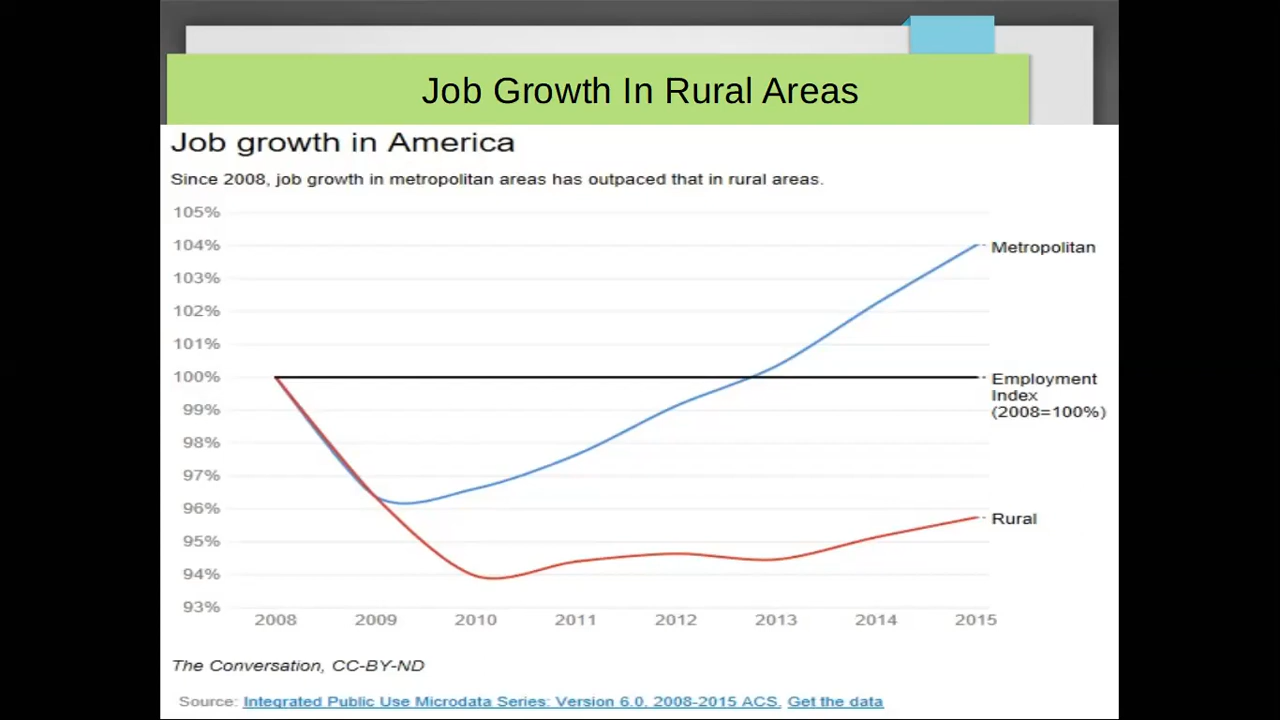 Job Growth In Rural Areas
Job growth in America
Since 2008, job growth in metropolitan areas has outpaced that in rural areas.
105%
104%
Metropolitan
103%
102%
101%
100%
Employment
Index
(2008=100%)
99%
98%
97%
96%
Rural
95%
94%
93%
2008 2009 2010 2011 2012 2013 2014 2015
The Conversation, CC-BY-ND
Source: Integrated Public Use Microdata Series: Version 6.0, 2008-2015 ACS. Get the data